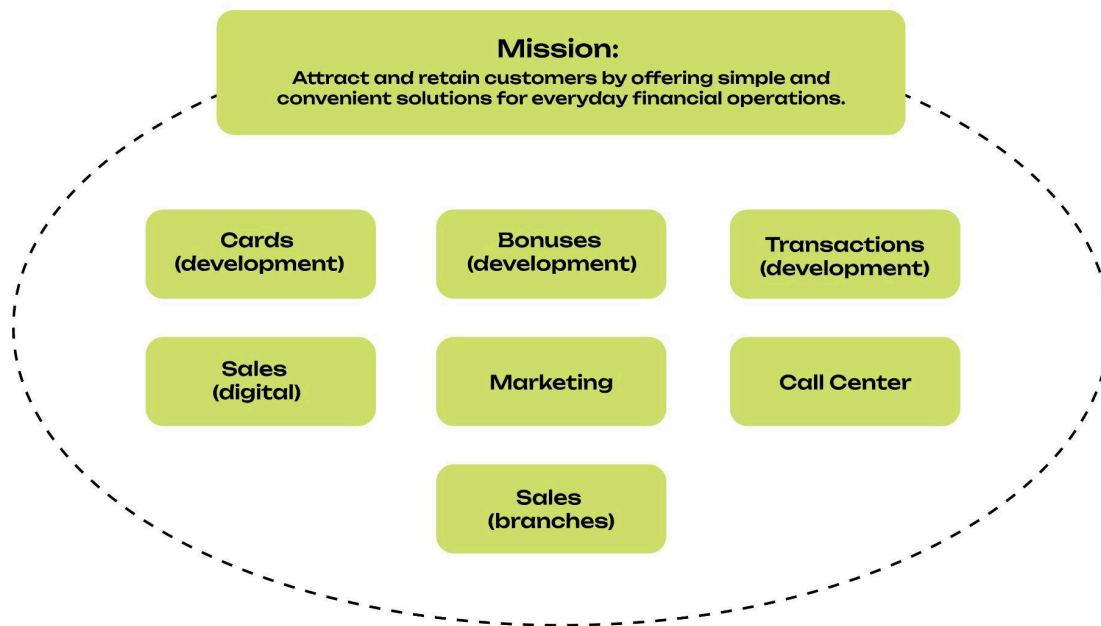 Mission:
Attract and retain customers by offering simple and
convenient solutions for everyday financial operations.
Cards
(development)
Bonuses
(development)
Transactions
(development)
Sales
(digital)
Marketing
Call Center
Sales
(branches)